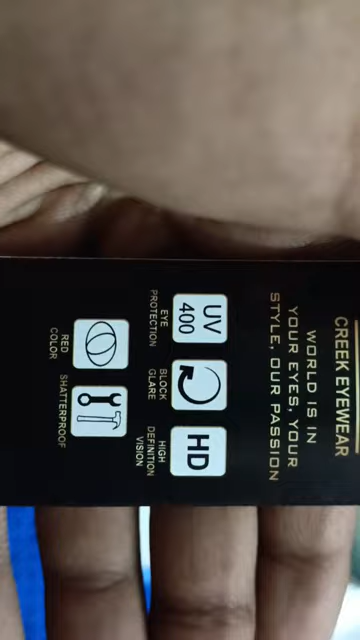 CREEK EYEWEAR
WORLD IS IN
YOUR EYES, YOUR
STYLE, OUR PASSION
UV
400
HD
EYE
PROTECTION
BLOCK
GLARE
HIGH
DEFINITION
VISION
RED
COLOR
SHATTERPROOF